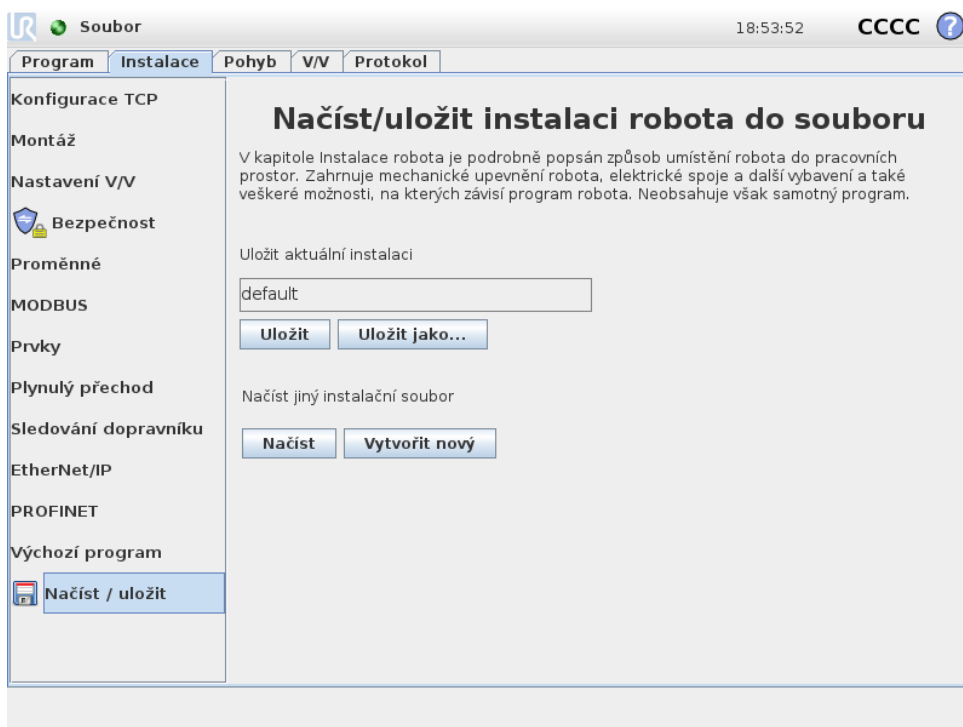 UR Soubor 18:53:52 CCCC ?
Program Instalace Pohyb V/V Protokol
Konfigurace TCP
Montáž
Nastavení V/V
Bezpečnost
Proměnné
MODBUS
Prvky
Plynulý přechod
Sledování dopravníku
EtherNet/IP
PROFINET
Výchozí program
Načíst / uložit
Načíst/uložit instalaci robota do souboru
V kapitole Instalace robota je podrobně popsán způsob umístění robota do pracovních
prostor. Zahrnuje mechanické upevnění robota, elektrické spoje a další vybavení a také
veškeré možnosti, na kterých závisí program robota. Neobsahuje však samotný program.
Uložit aktuální instalaci
default
Uložit Uložit jako...
Načíst jiný instalační soubor
Načíst Vytvořit nový